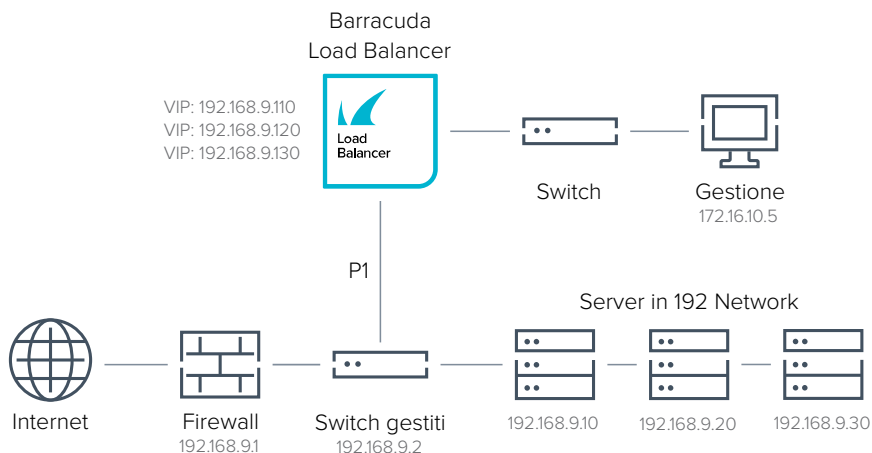 Barracuda
Load Balancer
VIP: 192.168.9.110
VIP: 192.168.9.120
VIP: 192.168.9.130
Load
Balancer
Switch
Gestione
172.16.10.5
P1
Server in 192 Network
Internet
Firewall
192.168.9.1
Switch gestiti
192.168.9.2
192.168.9.10
192.168.9.20
192.168.9.30